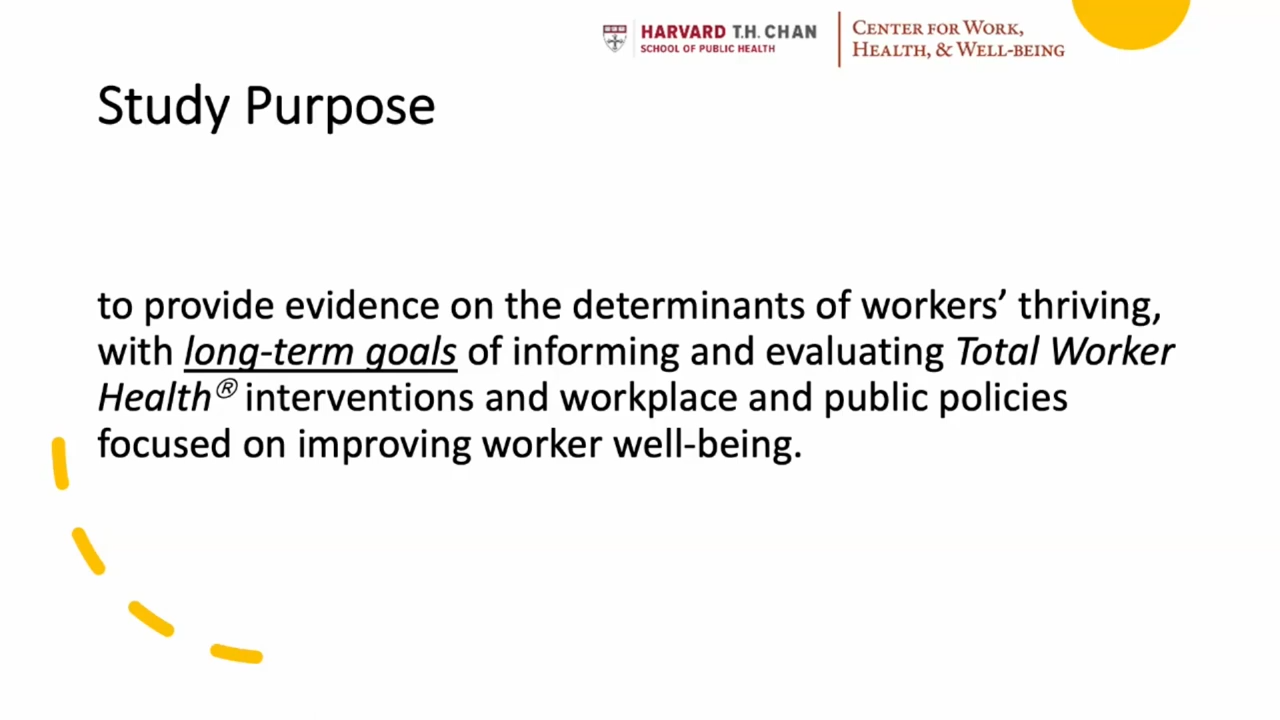 HARVARD T.H. CHAN
SCHOOL OF PUBLIC HEALTH
CENTER FOR WORK,
HEALTH, & WELL-BEING
Study Purpose
to provide evidence on the determinants of workers’ thriving,
with long-term goals of informing and evaluating Total Worker
Health® interventions and workplace and public policies
focused on improving worker well-being.